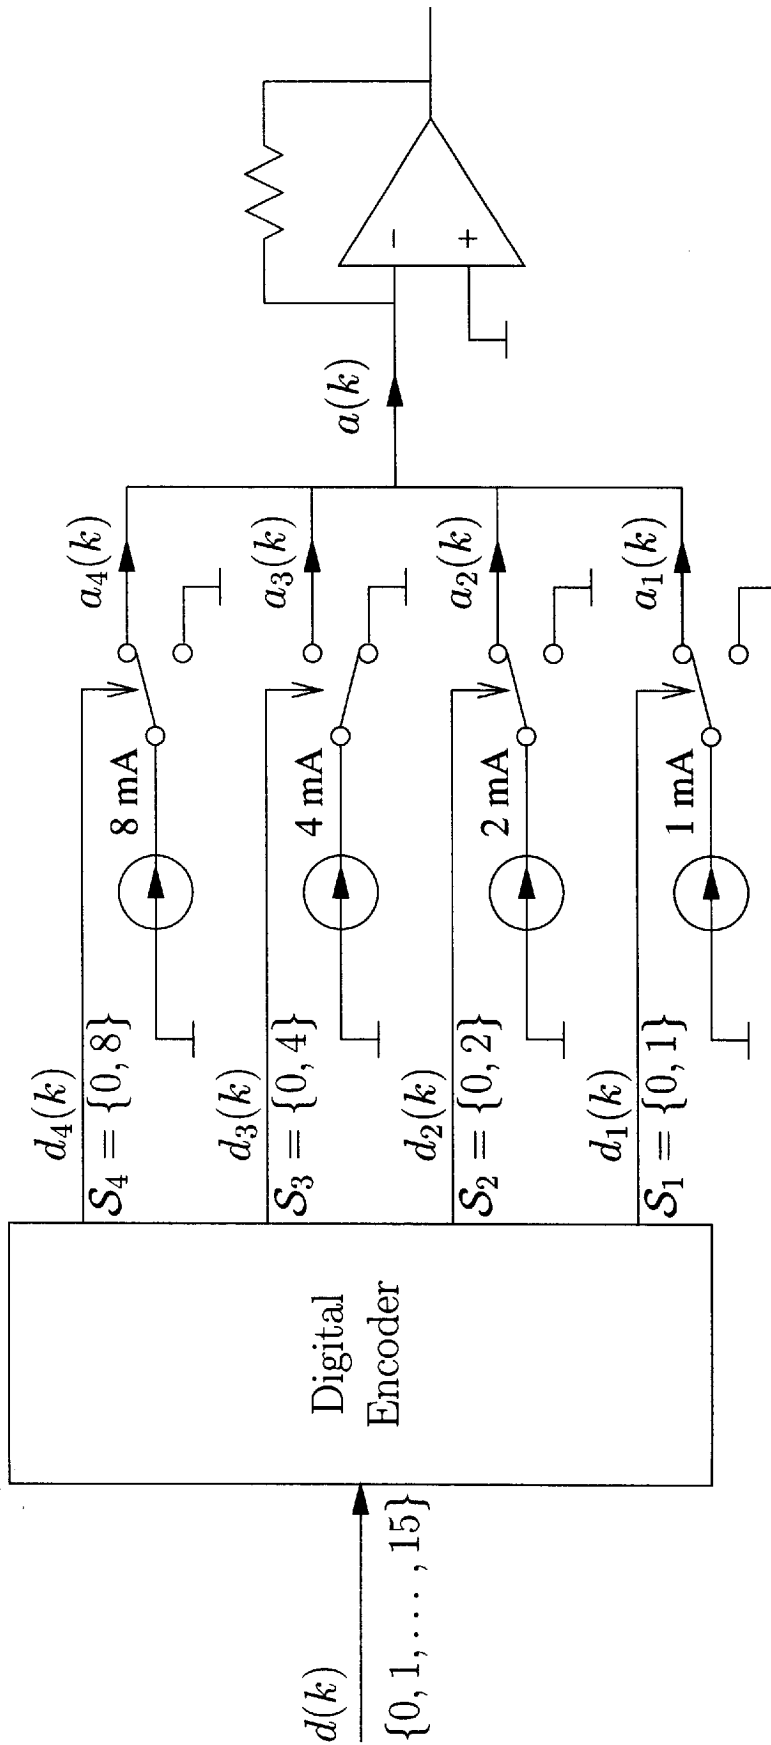 d(k)
{0, 1, . . . , 15}
Digital
Encoder
d₄(k)
𝒮₄ = {0, 8}
8 mA
a₄(k)
d₃(k)
𝒮₃ = {0, 4}
4 mA
a₃(k)
d₂(k)
𝒮₂ = {0, 2}
2 mA
a₂(k)
d₁(k)
𝒮₁ = {0, 1}
1 mA
a₁(k)
a(k)
-
+